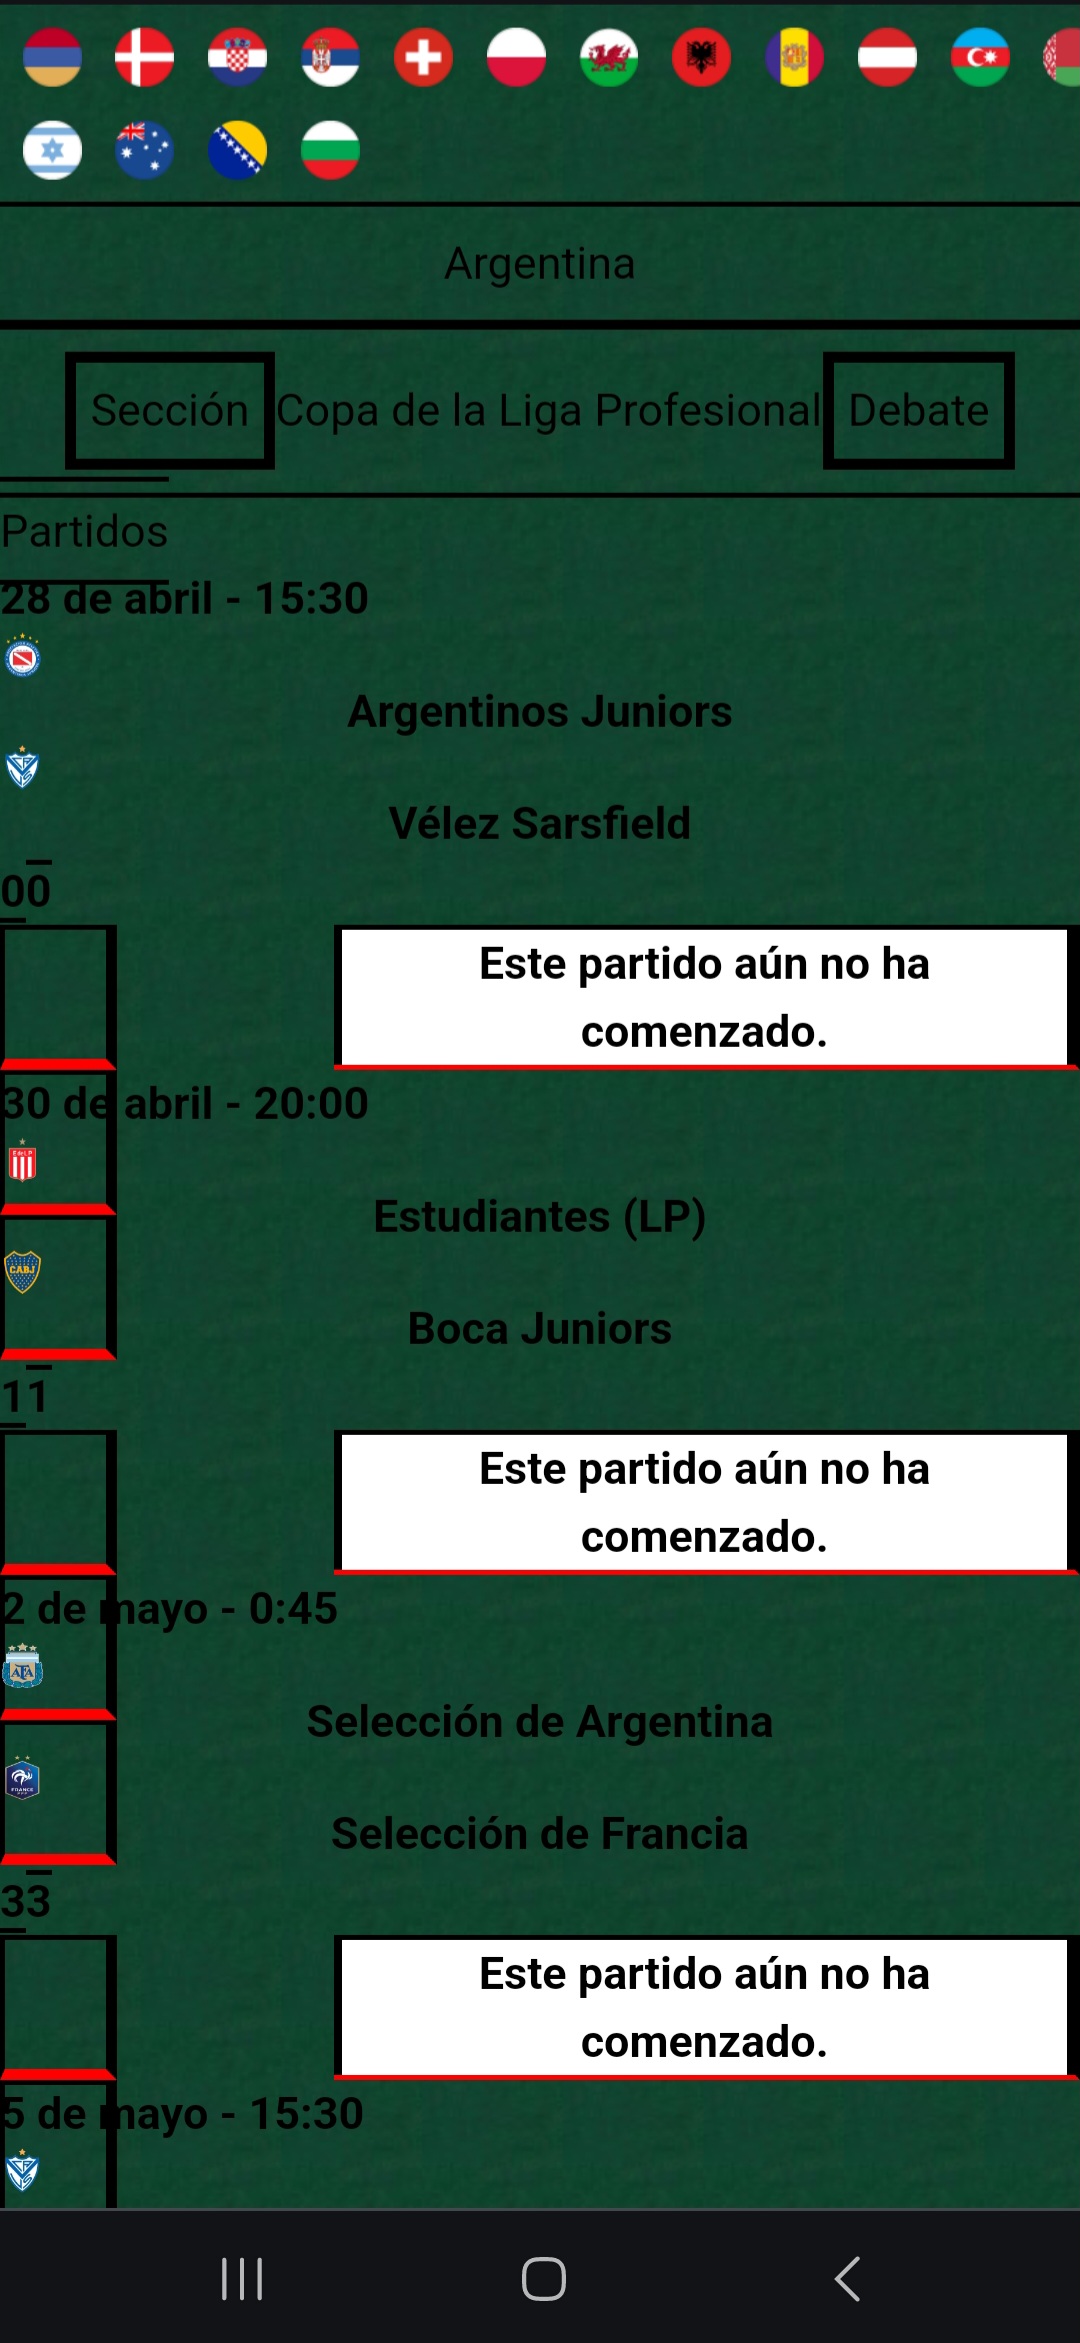 Argentina
Sección Copa de la Liga Profesional Debate
Partidos
28 de abril - 15:30
Argentinos Juniors
Vélez Sarsfield
00
Este partido aún no ha
comenzado.
30 de abril - 20:00
Estudiantes (LP)
CABJ
Boca Juniors
11
Este partido aún no ha
comenzado.
2 de mayo - 0:45
AFA
Selección de Argentina
FRANCE
Selección de Francia
33
Este partido aún no ha
comenzado.
5 de mayo - 15:30